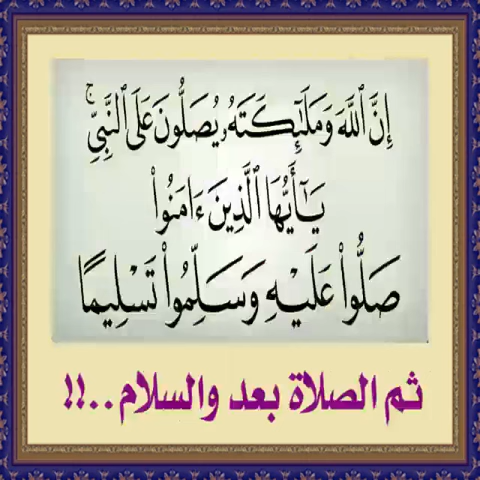 إِنَّ ٱللَّهَ وَمَلَـٰٓئِكَتَهُۥ يُصَلُّونَ عَلَى ٱلنَّبِىِّ ۚ
يَـٰٓأَيُّهَا ٱلَّذِينَ ءَامَنُوا۟
صَلُّوا۟ عَلَيْهِ وَسَلِّمُوا۟ تَسْلِيمًا
ثم الصلاة بعد والسلام..!!